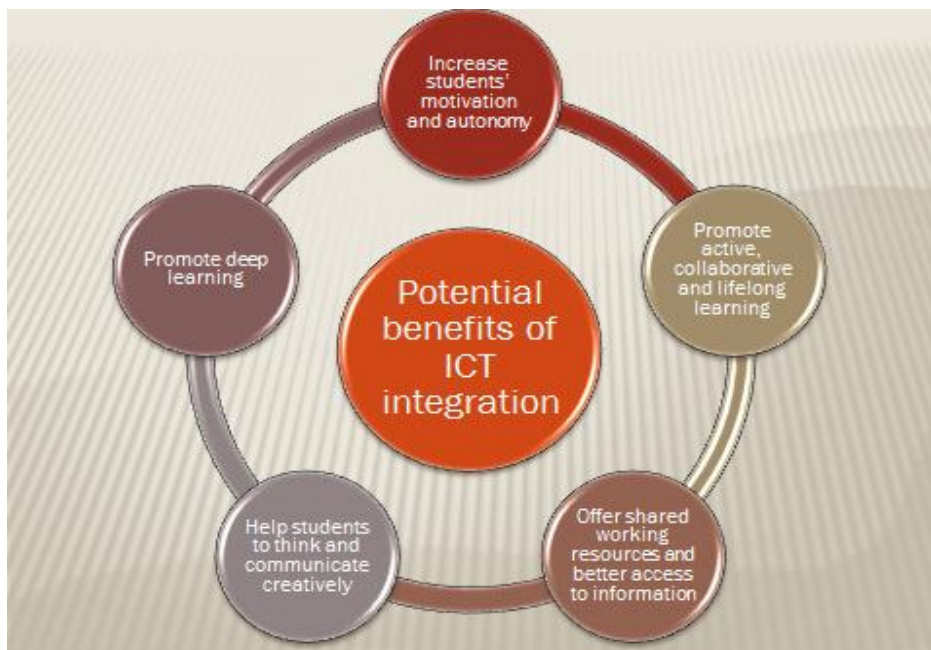 Increase
students'
motivation
and autonomy
Promote
active,
collaborative
and lifelong
learning
Offer shared
working
resources and
better access
to information
Help students
to think and
communicate
creatively
Promote deep
learning
Potential
benefits of
ICT
integration